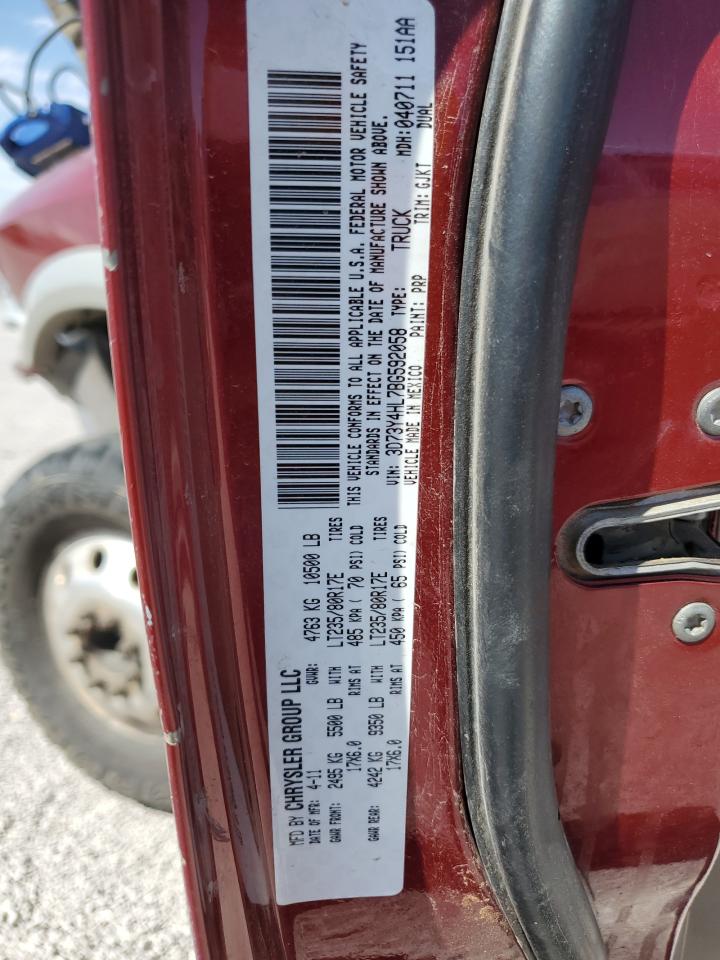 MFD BY CHRYSLER GROUP LLC
DATE OF MFR: 4-11 GVWR: 4763 KG 10500 LB
GAWR FRONT: 2495 KG 5500 LB WITH LT235/80R17E TIRES
17X6.0 RIMS AT 485 KPA ( 70 PSI) COLD
GAWR REAR: 4242 KG 9350 LB WITH LT235/80R17E TIRES
17X6.0 RIMS AT 450 KPA ( 65 PSI) COLD
THIS VEHICLE CONFORMS TO ALL APPLICABLE U.S.A. FEDERAL MOTOR VEHICLE SAFETY
STANDARDS IN EFFECT ON THE DATE OF MANUFACTURE SHOWN ABOVE.
VIN: 3D73Y4HL7BG592058 TYPE: TRUCK MDH:040711 151AA
VEHICLE MADE IN MEXICO PAINT: PRP TRIM: GJKT DUAL